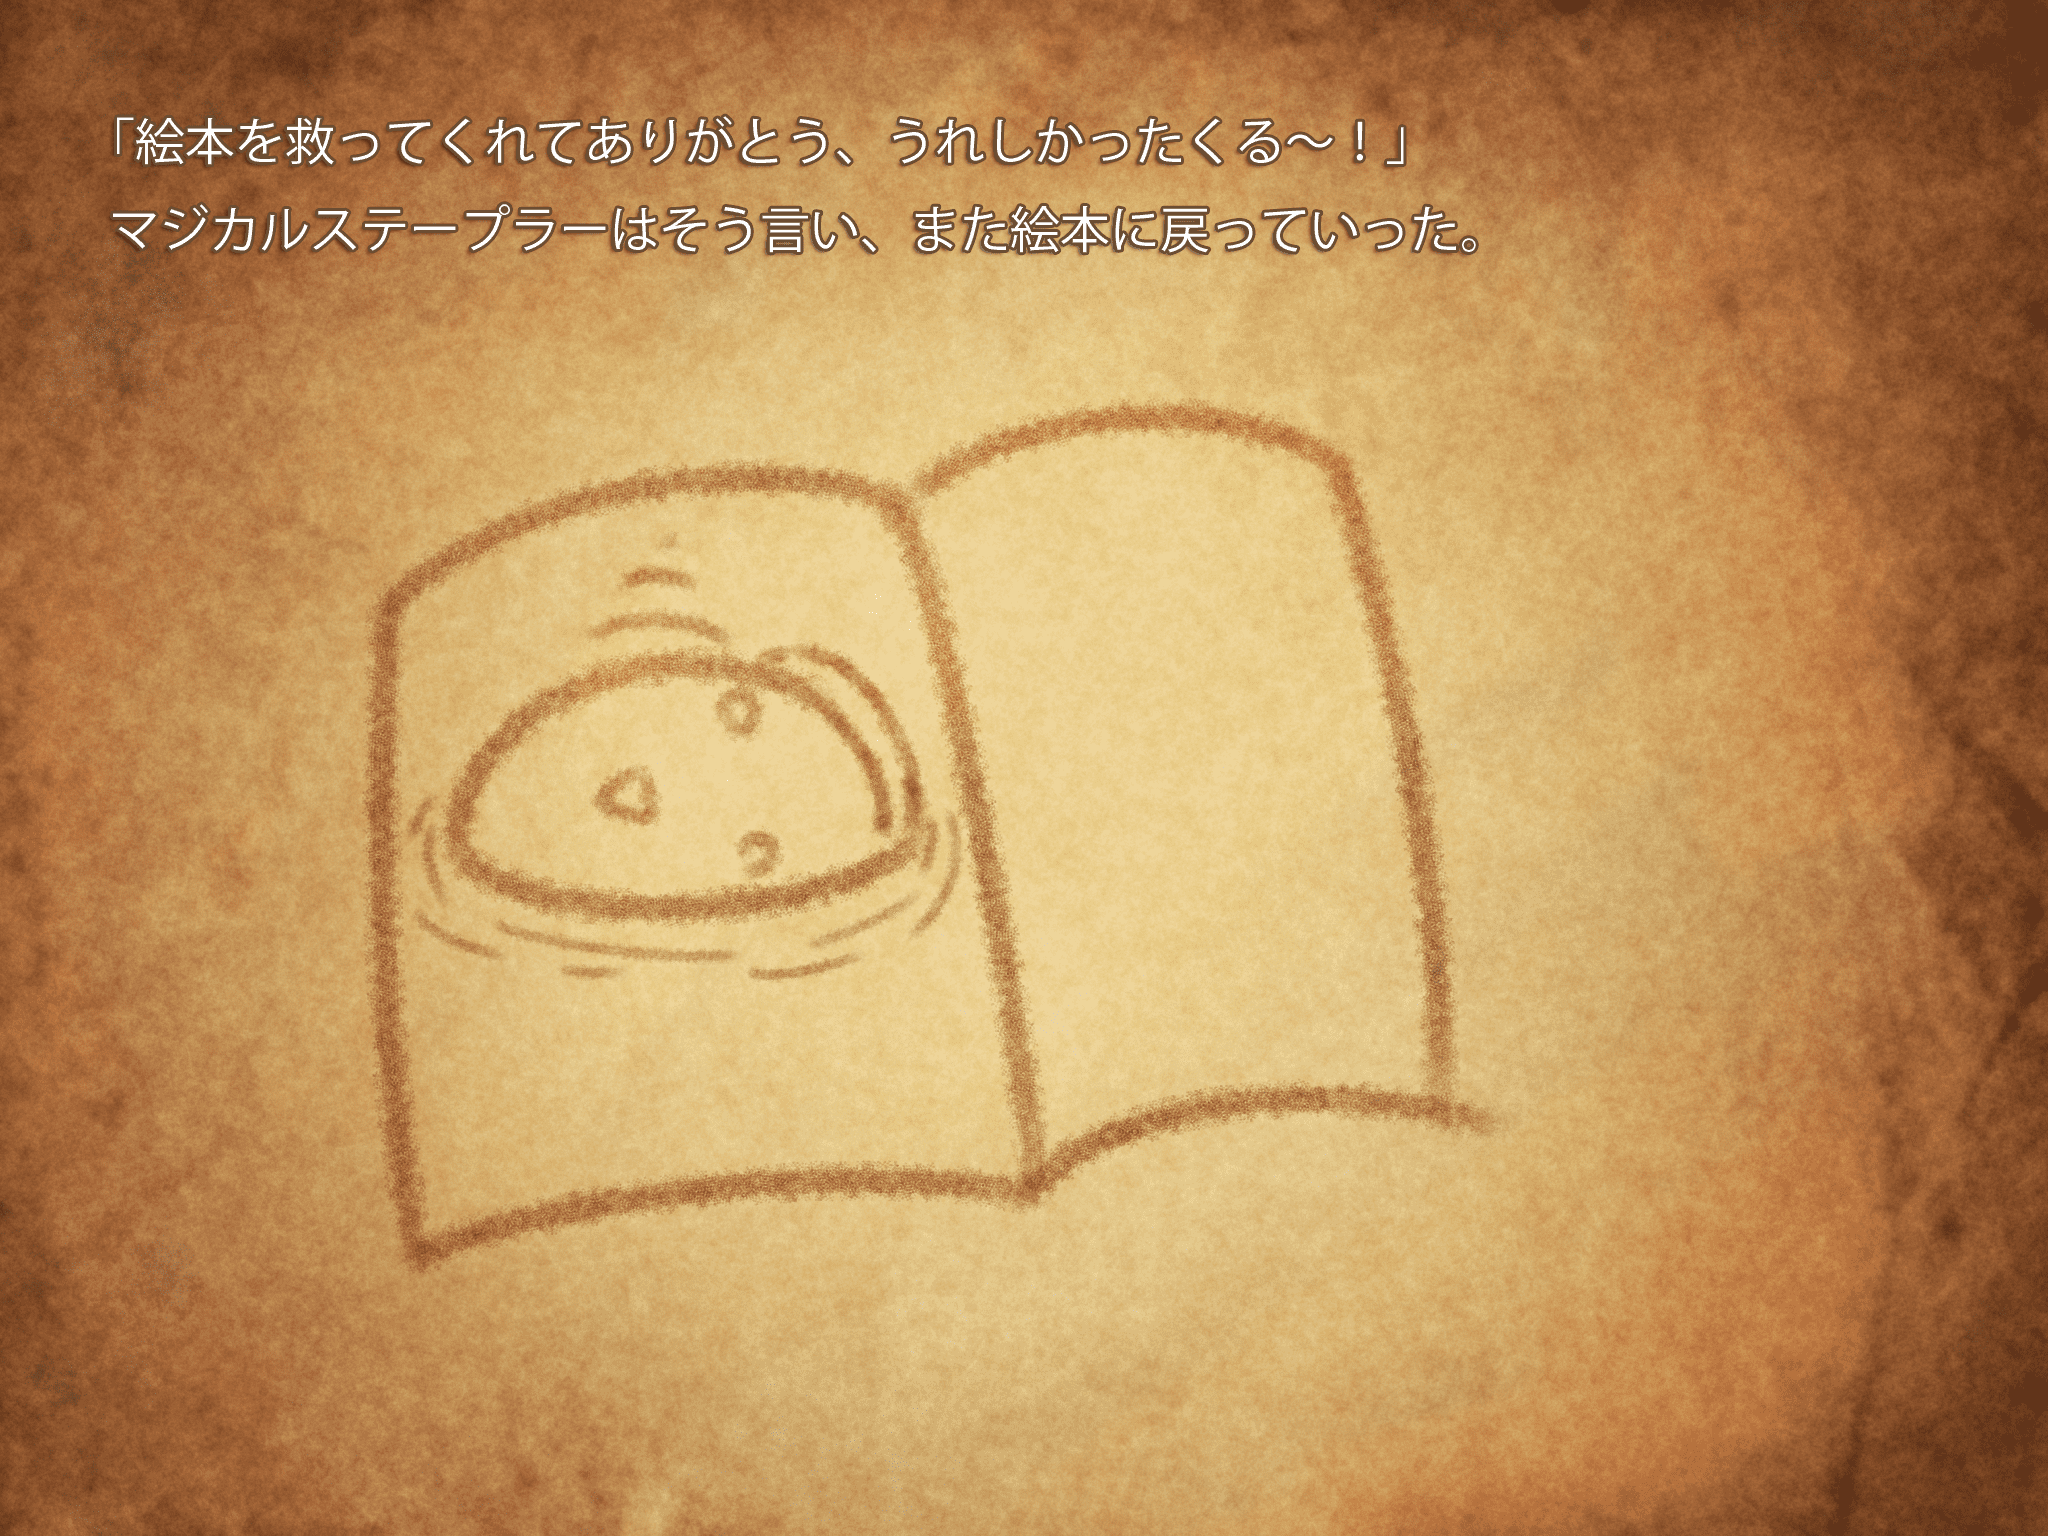 「絵本を救ってくれてありがとう、うれしかったくる～！」
マジカルステープラーはそう言い、また絵本に戻っていった。